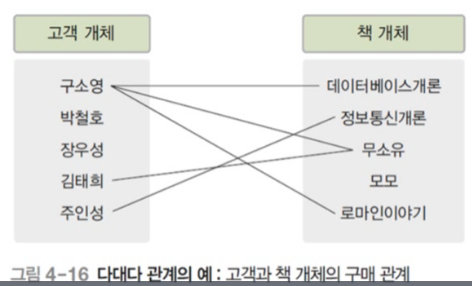 고객 개체
책 개체
구소영
데이터베이스개론
박철호
정보통신개론
장우성
무소유
김태희
모모
주인성
로마인이야기
그림 4-16 다대다 관계의 예 : 고객과 책 개체의 구매 관계